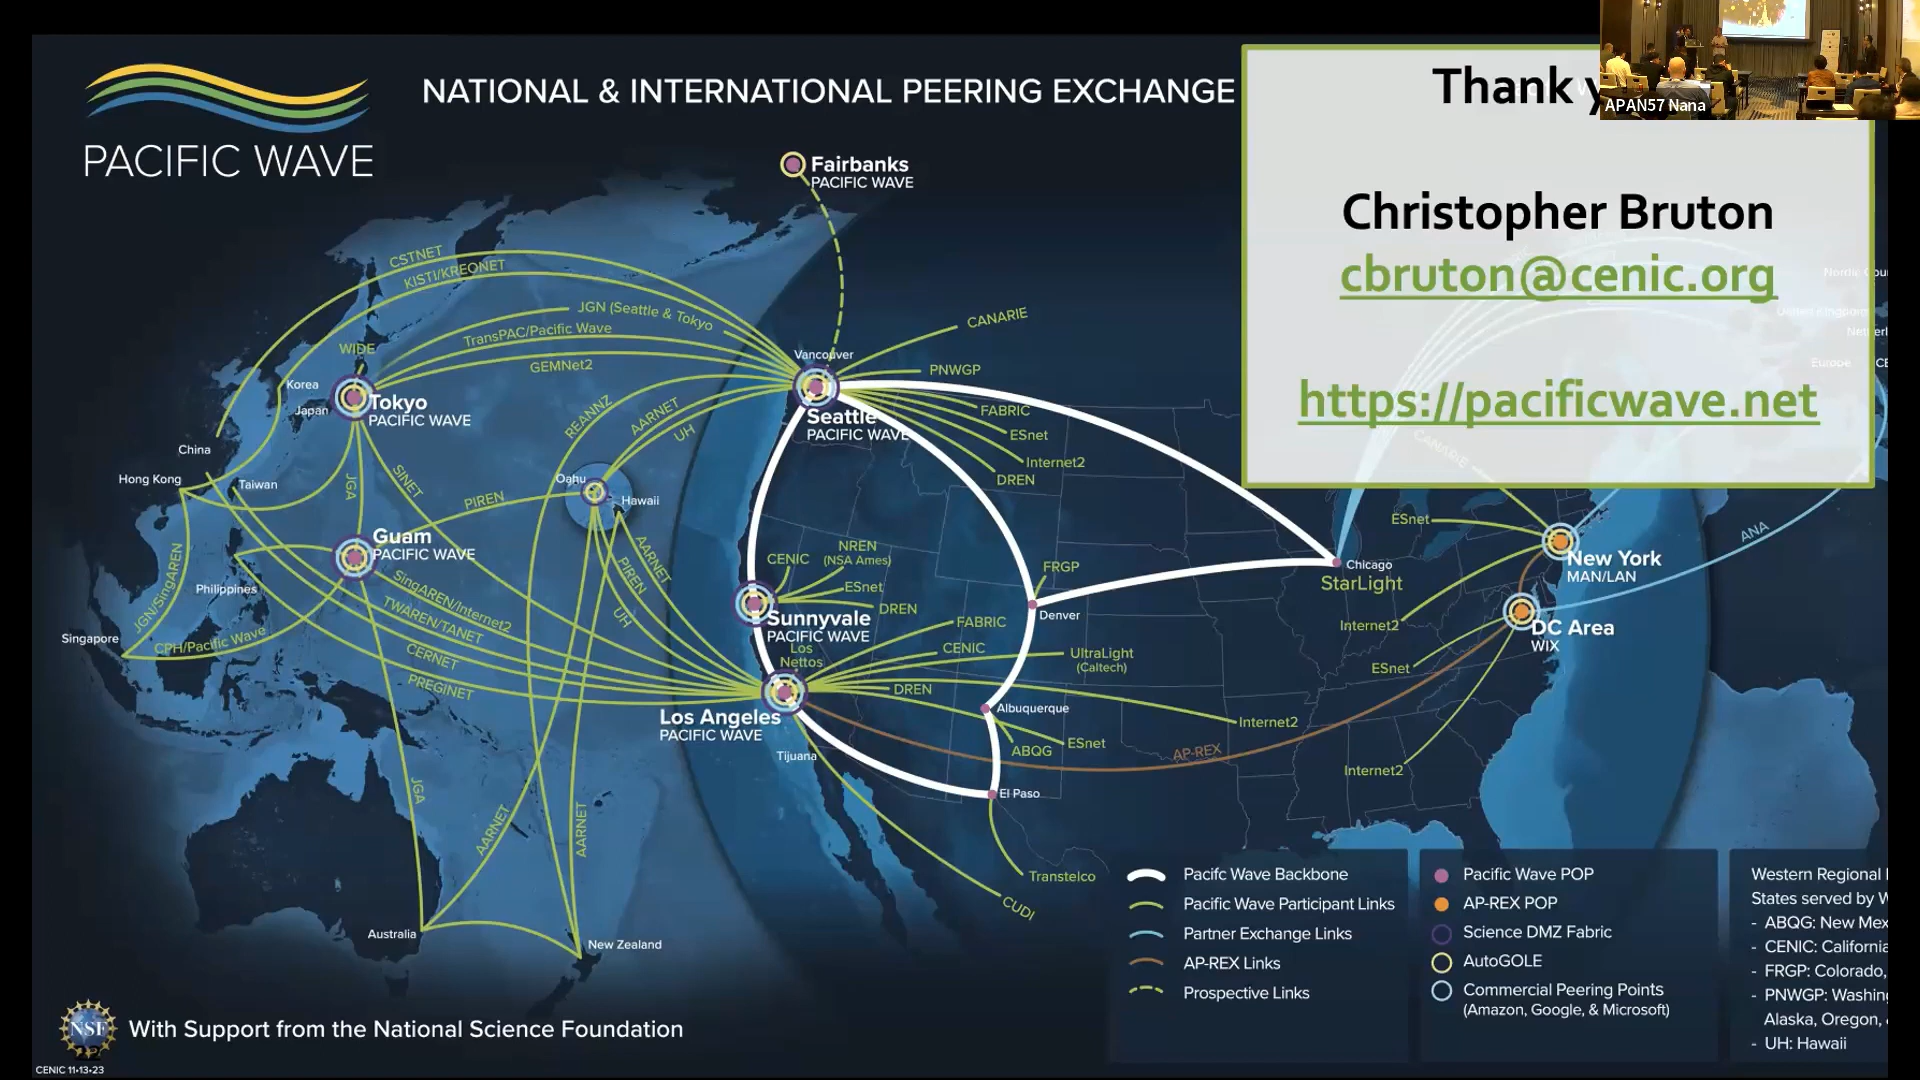 PACIFIC WAVE
NATIONAL & INTERNATIONAL PEERING EXCHANGE
Thank
APAN57 Nana
Christopher Bruton
cbruton@cenic.org
https://pacificwave.net
Fairbanks
PACIFIC WAVE
CSTNET
KISTI/KREONET
JGN (Seattle & Tokyo
TransPAC/Pacific Wave
GEMNet2
WIDE
CANARIE
Vancouver
PNWGP
Korea
Japan
Tokyo
PACIFIC WAVE
Seattle
PACIFIC WAVE
REANNZ
AARNET
UH
FABRIC
ESnet
Internet2
DREN
China
Hong Kong
Taiwan
JGA
SINET
PIREN
Oahu
Hawaii
CANARIE
ESnet
New York
MAN/LAN
ANA
Guam
PACIFIC WAVE
AARNET
PIREN
UH
CENIC
NREN
(NSA Ames)
ESnet
DREN
FRGP
Chicago
StarLight
Denver
JGN/SingAREN
Philippines
SingAREN/Internet2
TWAREN/TANET
CERNET
PREGINET
Singapore
CPH/Pacific Wave
Sunnyvale
PACIFIC WAVE
Los
Nettos
FABRIC
CENIC
UltraLight
(Caltech)
DREN
Internet2
DC Area
WIX
ESnet
Los Angeles
PACIFIC WAVE
Tijuana
Albuquerque
ABQG
ESnet
Internet2
AP-REX
Internet2
El Paso
JGA
AARNET
AARNET
Transtelco
CUDI
Australia
New Zealand
Pacifc Wave Backbone
Pacific Wave Participant Links
Partner Exchange Links
AP-REX Links
Prospective Links
Pacific Wave POP
AP-REX POP
Science DMZ Fabric
AutoGOLE
Commercial Peering Points
(Amazon, Google, & Microsoft)
Western Regional
States served by
- ABQG: New Mex
- CENIC: California
- FRGP: Colorado,
- PNWGP: Washing
Alaska, Oregon,
- UH: Hawaii
NSF
With Support from the National Science Foundation
CENIC 11•13•23